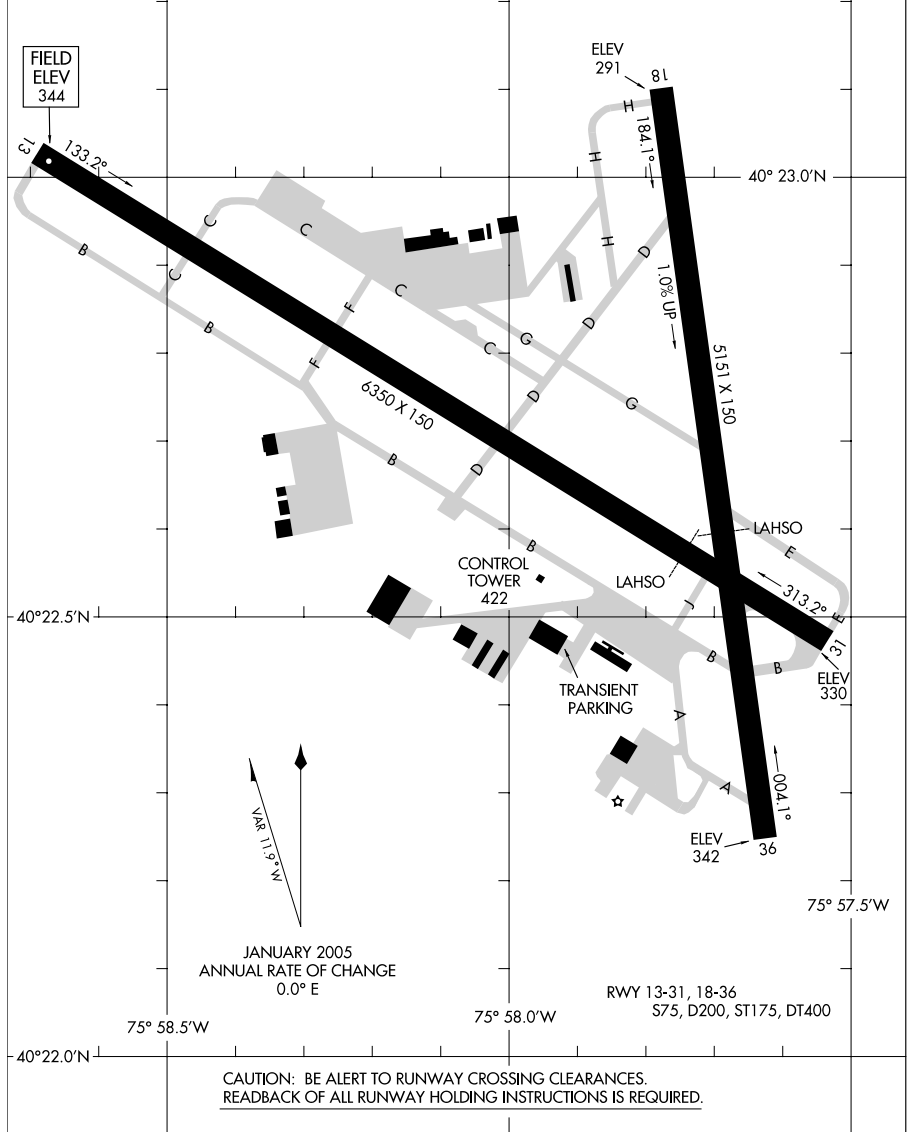 FIELD
ELEV
344
ELEV
291
18
13
133.2°
H
184.1°
40° 23.0'N
H
C
C
H
B
D
C
1.0% UP
C
F
B
D
G
C
F
5151 X 150
D
G
6350 X 150
B
D
LAHSO
B
E
CONTROL
TOWER
422
LAHSO
313.2°
J
40°22.5'N
E
31
B
B
ELEV
330
TRANSIENT
PARKING
A
A
004.1°
VAR 11.9° W
ELEV
342
36
75° 57.5'W
JANUARY 2005
ANNUAL RATE OF CHANGE
0.0° E
RWY 13-31, 18-36
S75, D200, ST175, DT400
75° 58.5'W
75° 58.0'W
40°22.0'N
CAUTION: BE ALERT TO RUNWAY CROSSING CLEARANCES.
READBACK OF ALL RUNWAY HOLDING INSTRUCTIONS IS REQUIRED.